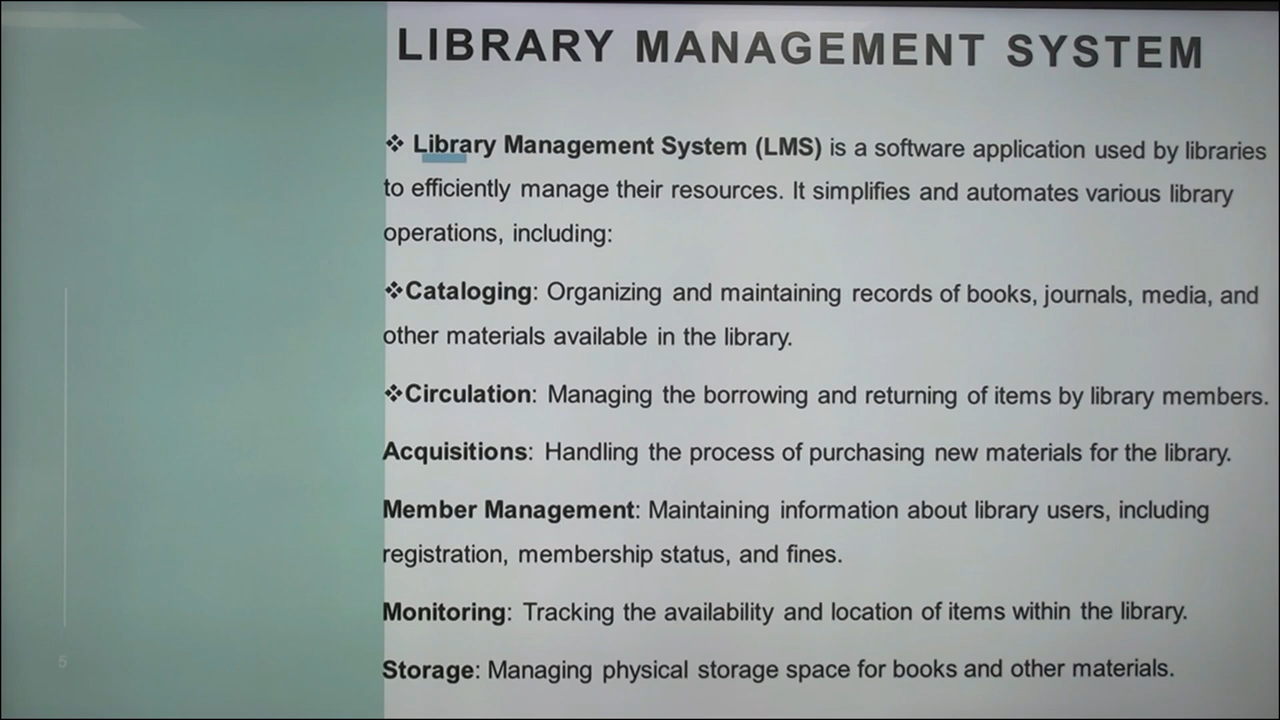 LIBRARY MANAGEMENT SYSTEM
❖ Library Management System (LMS) is a software application used by libraries
to efficiently manage their resources. It simplifies and automates various library
operations, including:
❖Cataloging: Organizing and maintaining records of books, journals, media, and
other materials available in the library.
❖Circulation: Managing the borrowing and returning of items by library members.
Acquisitions: Handling the process of purchasing new materials for the library.
Member Management: Maintaining information about library users, including
registration, membership status, and fines.
Monitoring: Tracking the availability and location of items within the library.
Storage: Managing physical storage space for books and other materials.
5